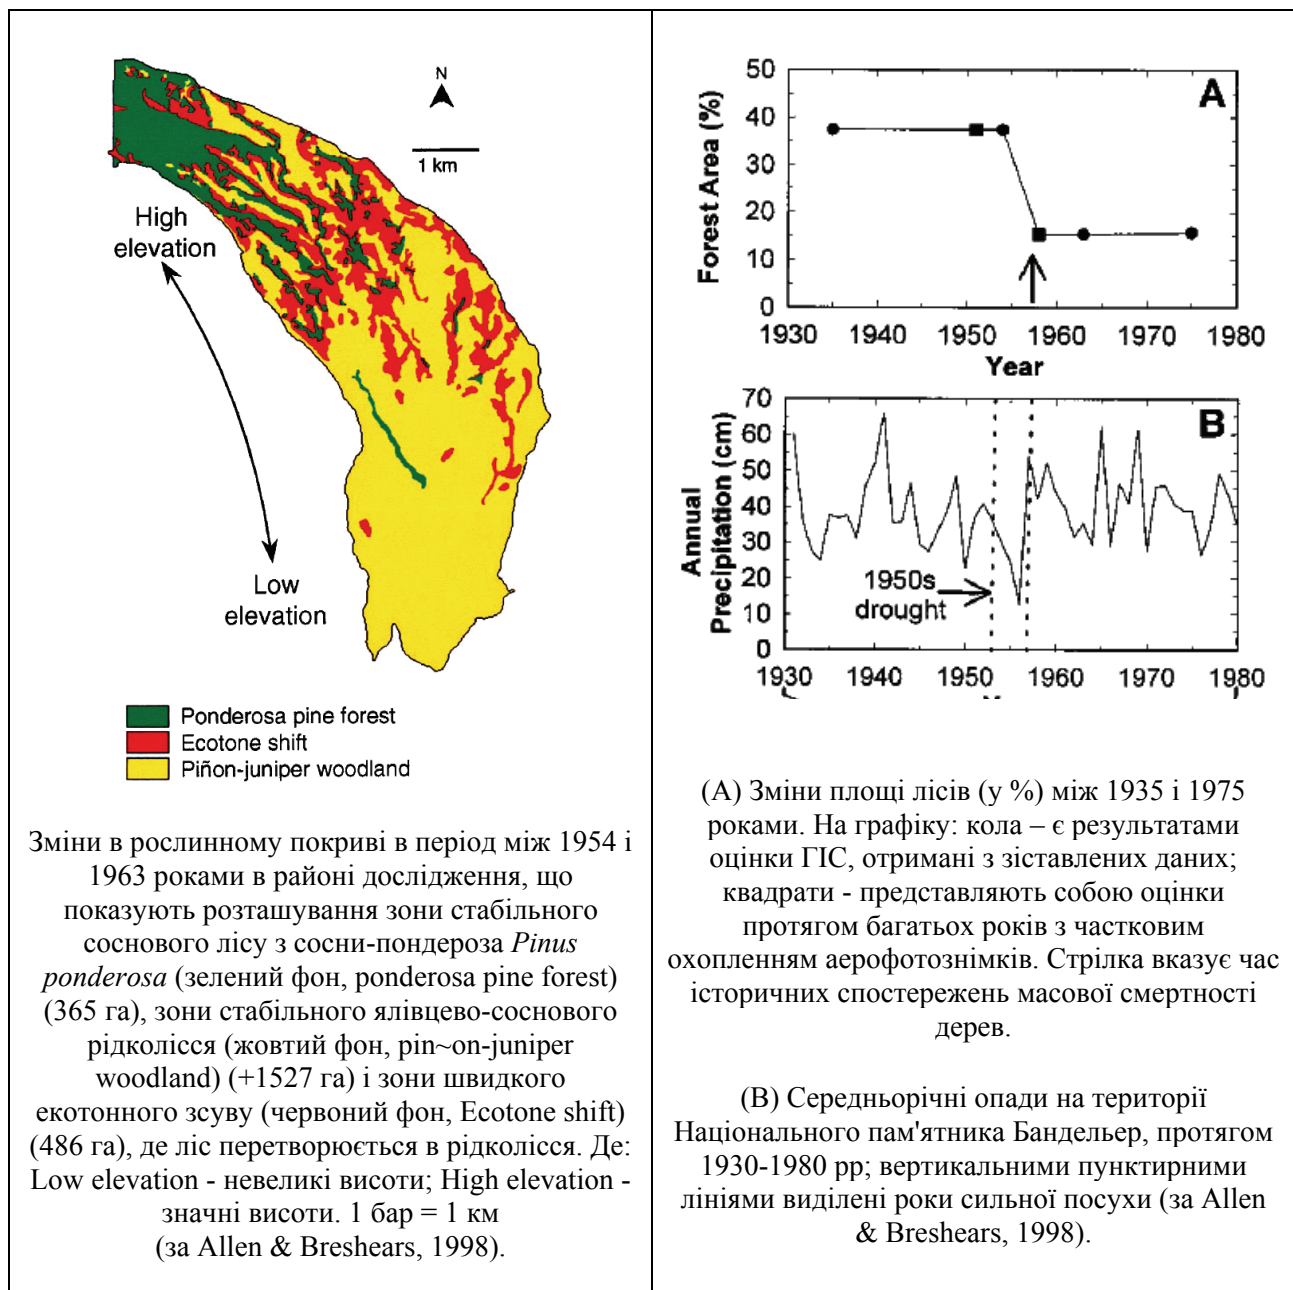 N
1 km
High
elevation
Low
elevation
Ponderosa pine forest
Ecotone shift
Piñon-juniper woodland
Зміни в рослинному покриві в період між 1954 і
1963 роками в районі дослідження, що
показують розташування зони стабільного
соснового лісу з сосни-пондероза Pinus
ponderosa (зелений фон, ponderosa pine forest)
(365 га), зони стабільного ялівцево-соснового
рідколісся (жовтий фон, pin~on-juniper
woodland) (+1527 га) і зони швидкого
екотонного зсуву (червоний фон, Ecotone shift)
(486 га), де ліс перетворюється в рідколісся. Де:
Low elevation - невеликі висоти; High elevation -
значні висоти. 1 бар = 1 км
(за Allen & Breshears, 1998).
A
Forest Area (%)
50
40
30
20
10
0
1930 1940 1950 1960 1970 1980
Year
B
Annual
Precipitation (cm)
70
60
50
40
30
20
10
0
1950s
drought
1930 1940 1950 1960 1970 1980
(A) Зміни площі лісів (у %) між 1935 і 1975
роками. На графіку: кола – є результатами
оцінки ГІС, отримані з зіставлених даних;
квадрати - представляють собою оцінки
протягом багатьох років з частковим
охопленням аерофотознімків. Стрілка вказує час
історичних спостережень масової смертності
дерев.
(B) Середньорічні опади на території
Національного пам'ятника Бандельєр, протягом
1930-1980 рр; вертикальними пунктирними
лініями виділені роки сильної посухи (за Allen
& Breshears, 1998).